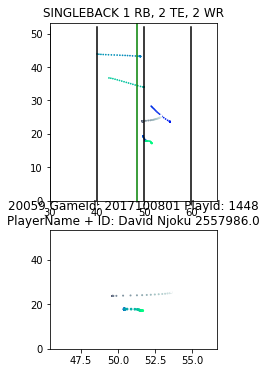 SINGLEBACK 1 RB, 2 TE, 2 WR
50
40
30
20
10
0
30 40 50 60
20059 GameId: 2017100801 PlayId: 1448
PlayerName + ID: David Njoku 2557986.0
40
20
0
47.5 50.0 52.5 55.0